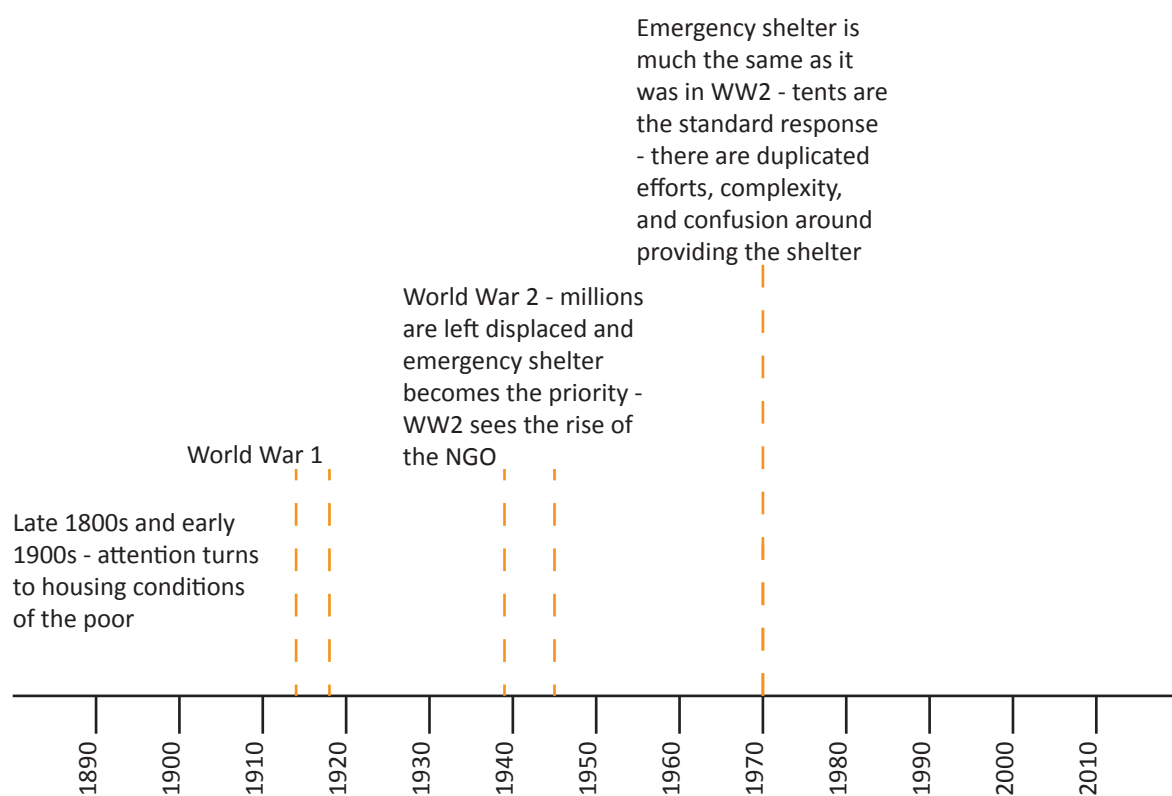 Emergency shelter is
much the same as it
was in WW2 - tents are
the standard response
- there are duplicated
efforts, complexity,
and confusion around
providing the shelter
World War 2 - millions
are left displaced and
emergency shelter
becomes the priority -
WW2 sees the rise of
the NGO
World War 1
Late 1800s and early
1900s - attention turns
to housing conditions
of the poor
1890
1900
1910
1920
1930
1940
1950
1960
1970
1980
1990
2000
2010